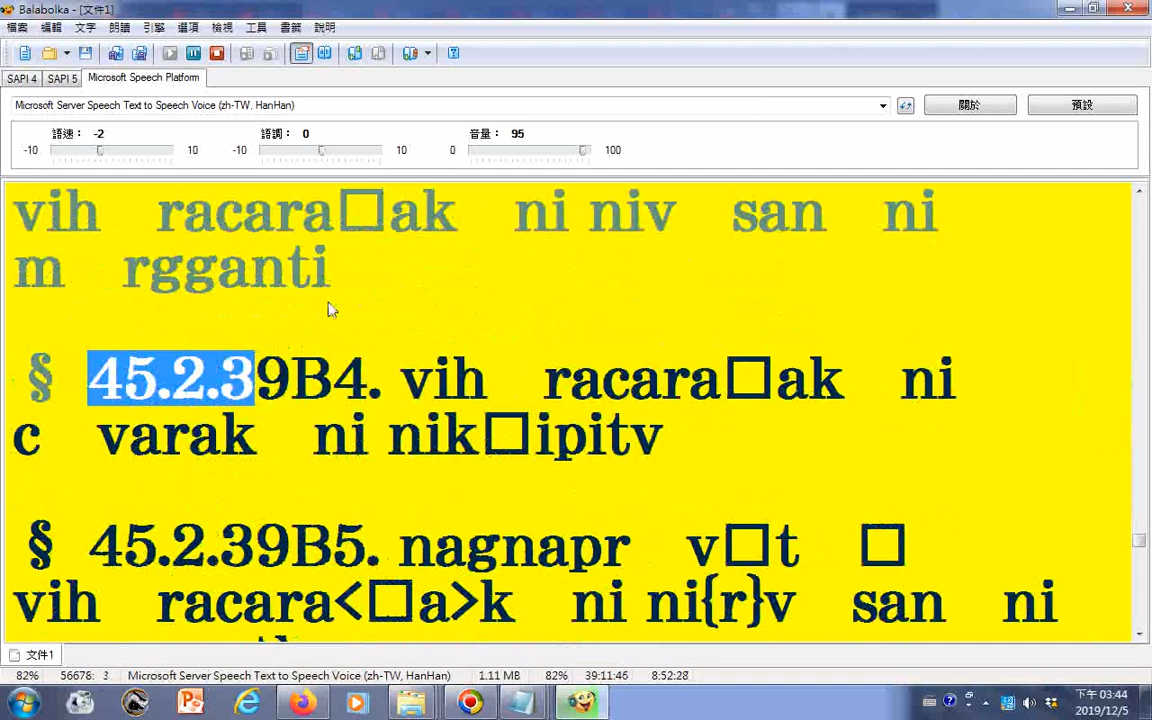 Balabolka - [文件1]
檔案 編輯 文字 朗讀 引擎 選項 檢視 工具 書籤 說明
SAPI 4 SAPI 5 Microsoft Speech Platform
Microsoft Server Speech Text to Speech Voice (zh-TW, HanHan) 關於 預設
語速： -2 語調： 0 音量： 95
-10 10 -10 10 0 100
vih racara□ak ni niv san ni
m rgganti
§ 45.2.39B4. vih racara□ak ni
c varak ni nik□ipitv
§ 45.2.39B5. nagnapr v□t □
vih racara<□a>k ni ni{r}v san ni
文件1
82% 56678: 3 Microsoft Server Speech Text to Speech Voice (zh-TW, HanHan) 1.11 MB 82% 39:11:46 8:52:28
下午 03:44
2019/12/5